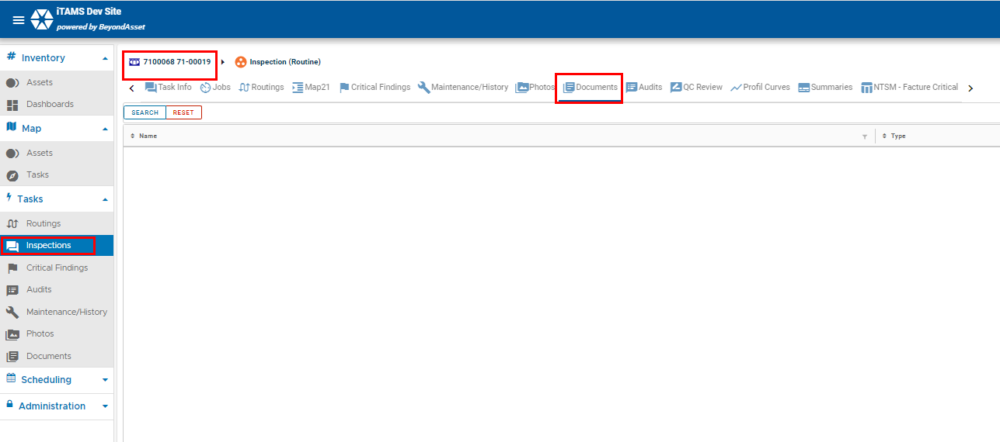 iTAMS Dev Site
powered by BeyondAsset
Inventory
Assets
Dashboards
Map
Assets
Tasks
Tasks
Routings
Inspections
Critical Findings
Audits
Maintenance/History
Photos
Documents
Scheduling
Administration
7100068 71-00019 Inspection (Routine)
Task Info Jobs Routings Map21 Critical Findings Maintenance/History Photos Documents Audits QC Review Profil Curves Summaries NTSM - Facture Critical
SEARCH RESET
Name Type